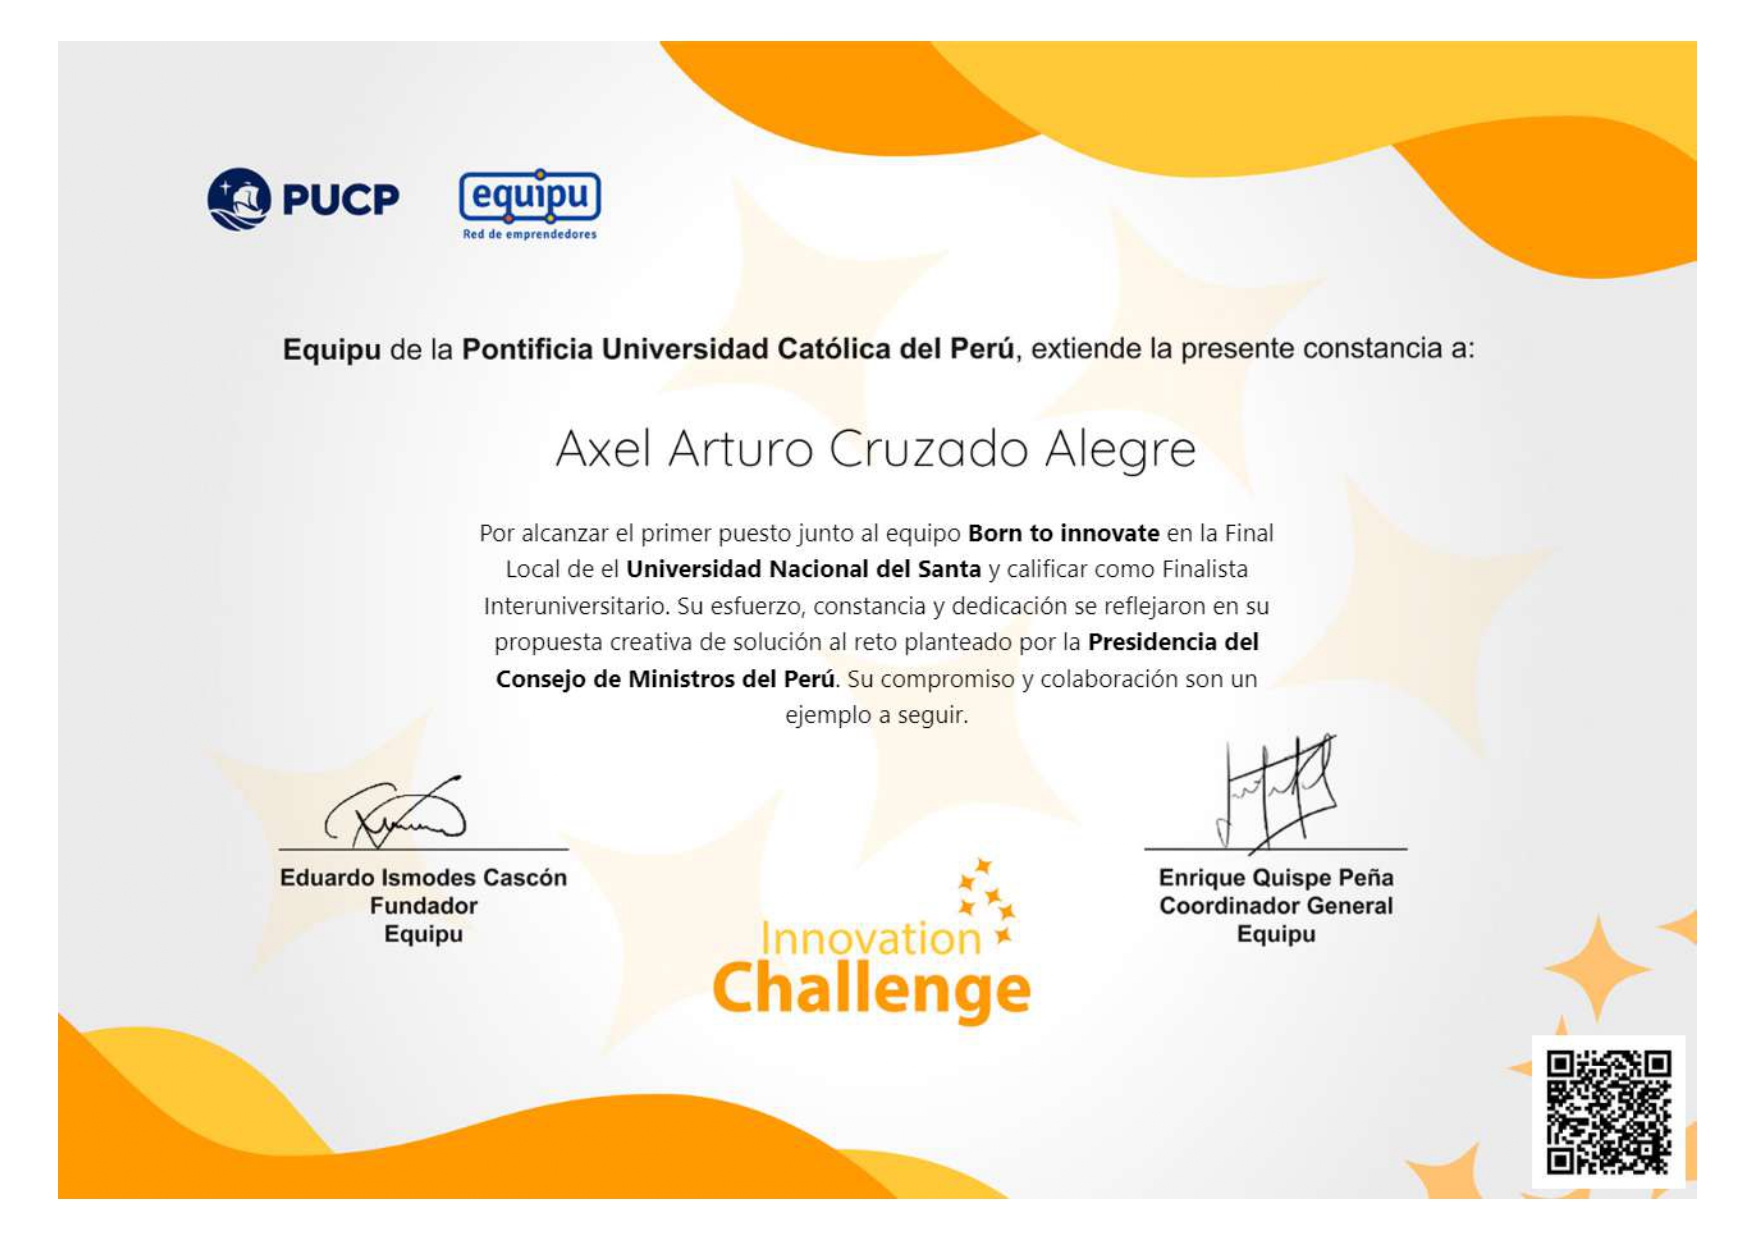 PUCP
equipu
Red de emprendedores
Equipu de la Pontificia Universidad Católica del Perú, extiende la presente constancia a:
Axel Arturo Cruzado Alegre
Por alcanzar el primer puesto junto al equipo Born to innovate en la Final
Local de el Universidad Nacional del Santa y calificar como Finalista
Interuniversitario. Su esfuerzo, constancia y dedicación se reflejaron en su
propuesta creativa de solución al reto planteado por la Presidencia del
Consejo de Ministros del Perú. Su compromiso y colaboración son un
ejemplo a seguir.
Eduardo Ismodes Cascón
Fundador
Equipu
Enrique Quispe Peña
Coordinador General
Equipu
Innovation
Challenge